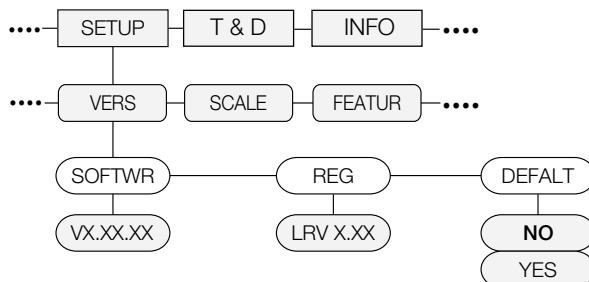 •••• SETUP T & D INFO ••••
•••• VERS SCALE FEATUR ••••
SOFTWR REG DEFALT
VX.XX.XX LRV X.XX NO
YES